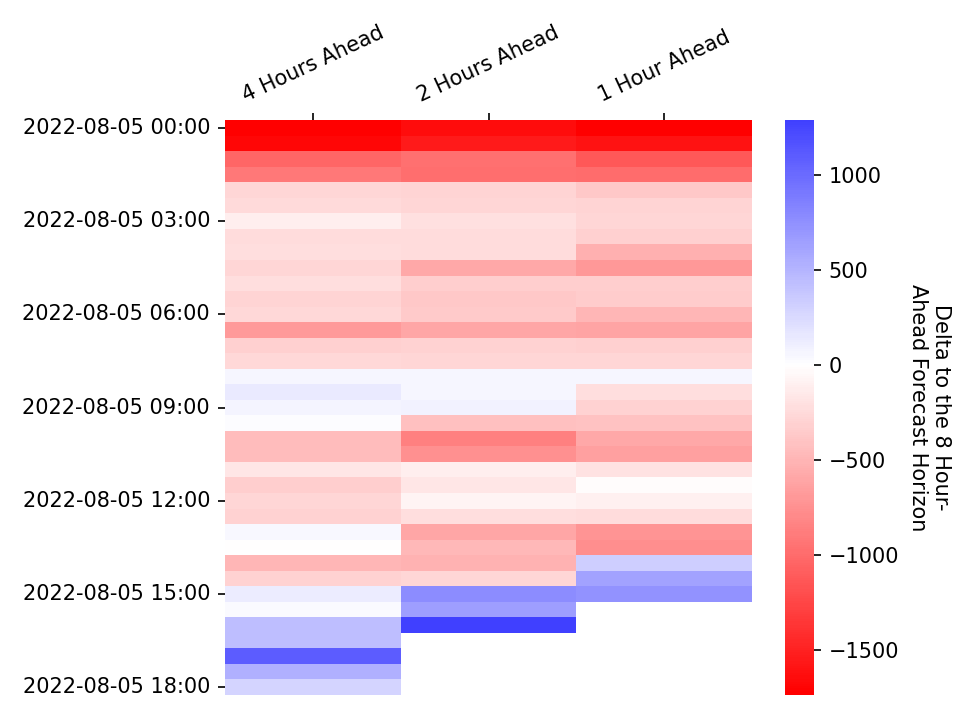 4 Hours Ahead
2 Hours Ahead
1 Hour Ahead
2022-08-05 00:00
2022-08-05 03:00
2022-08-05 06:00
2022-08-05 09:00
2022-08-05 12:00
2022-08-05 15:00
2022-08-05 18:00
1000
500
0
−500
−1000
−1500
Delta to the 8 Hour-
Ahead Forecast Horizon